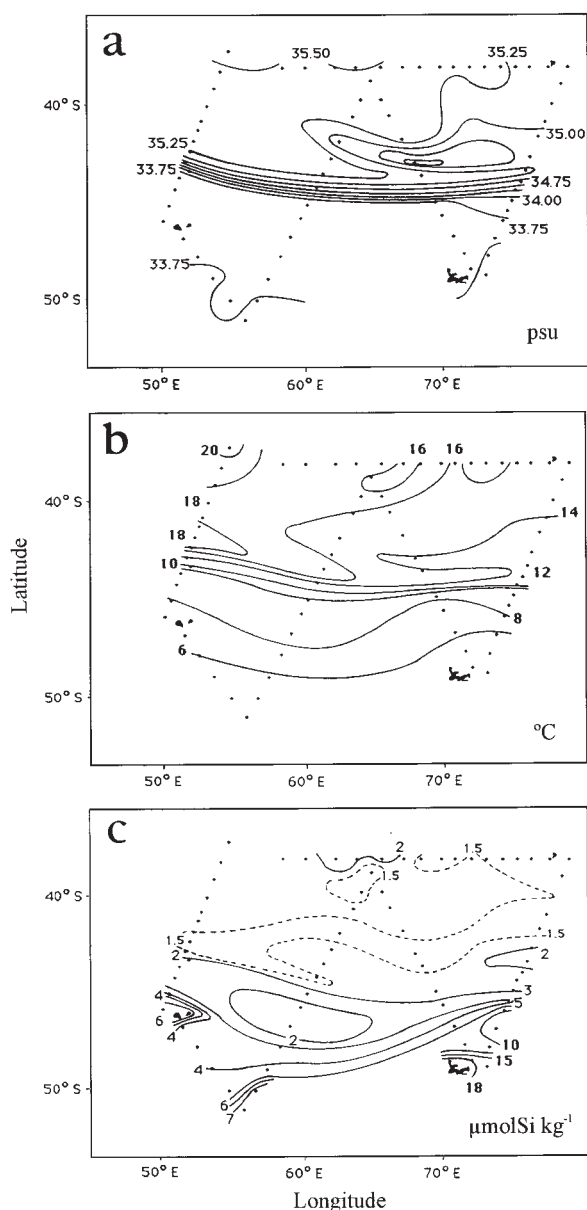 a
35.50
35.25
40° S
35.00
35.25
33.75
34.75
34.00
33.75
33.75
50° S
psu
50° E
60° E
70° E
b
20
16
16
40° S
18
14
18
10
12
8
6
50° S
°C
50° E
60° E
70° E
Latitude
c
2
1.5
1.5
40° S
1.5
1.5
2
2
4
3
5
6
2
4
10
4
15
18
50° S
6
7
µmolSi kg⁻¹
50° E
60° E
70° E
Longitude